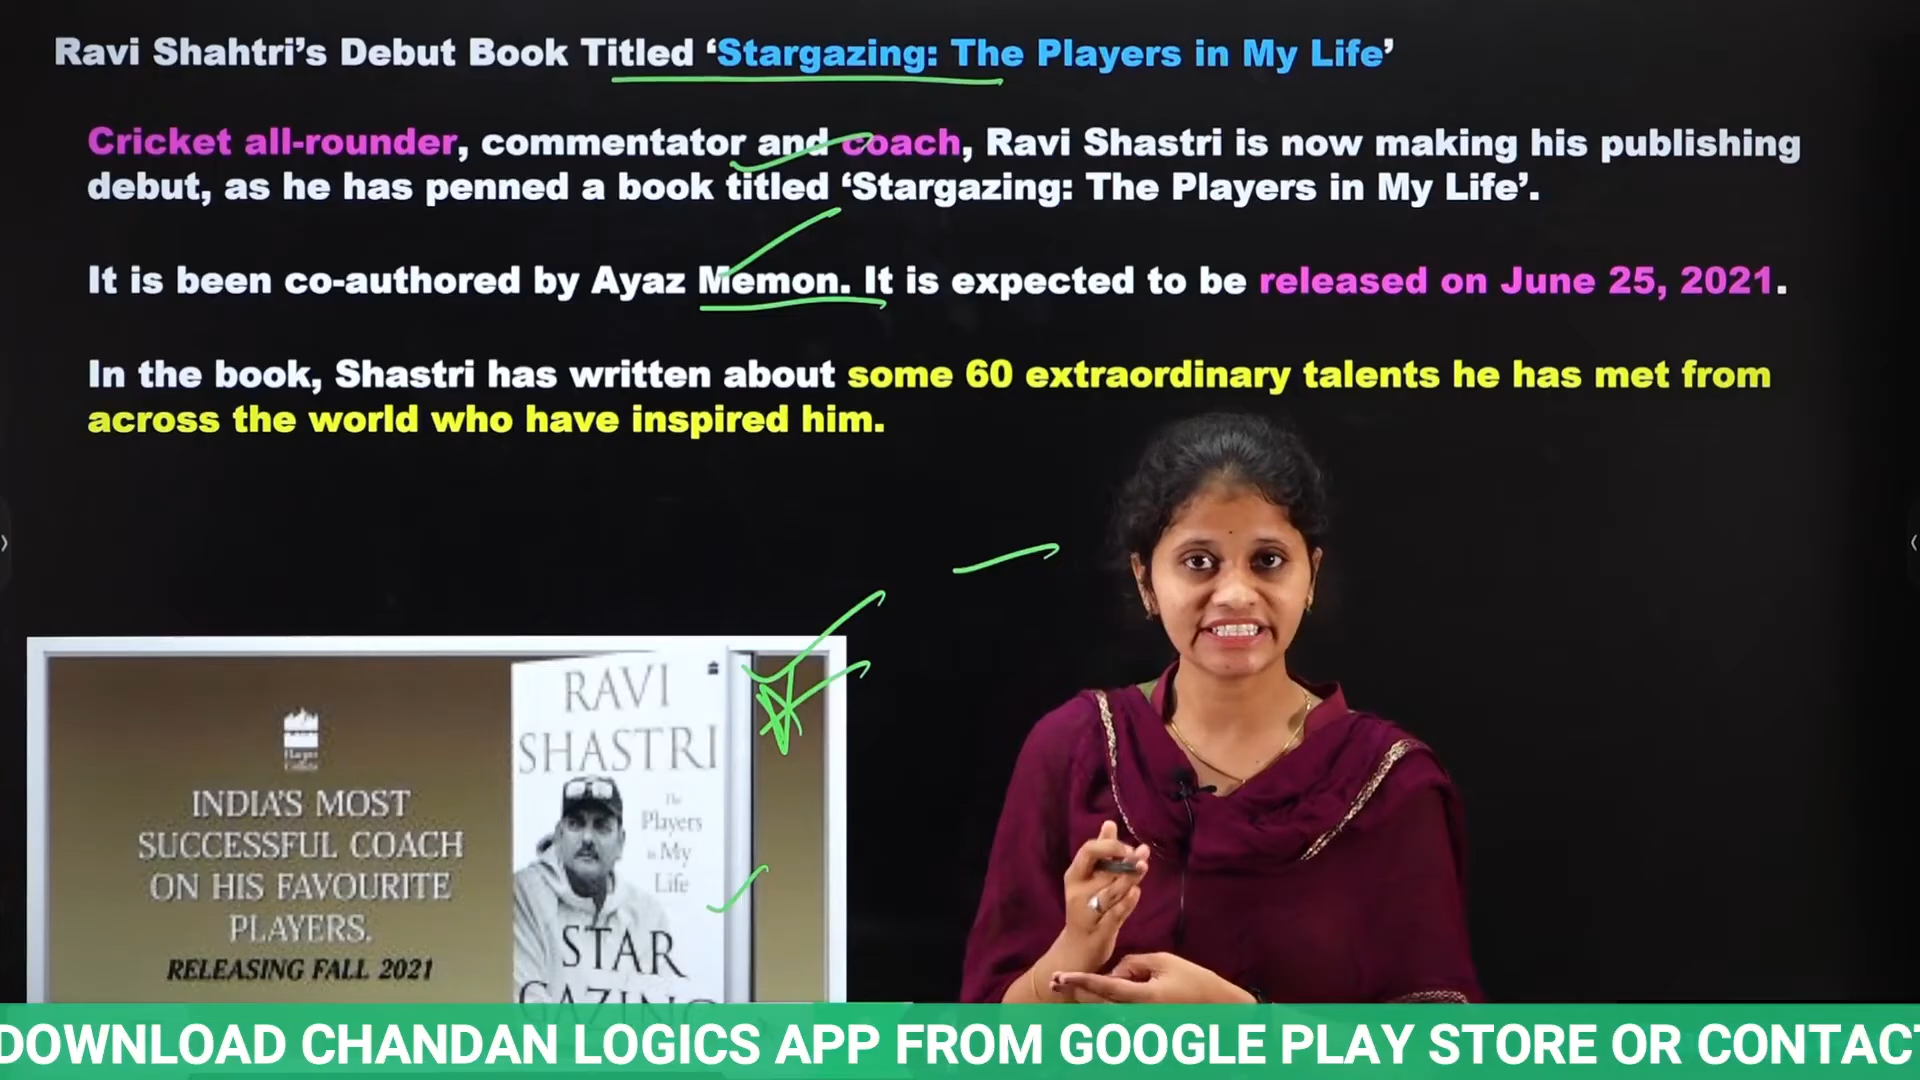 Ravi Shahtri’s Debut Book Titled ‘Stargazing: The Players in My Life’
Cricket all-rounder, commentator and coach, Ravi Shastri is now making his publishing
debut, as he has penned a book titled ‘Stargazing: The Players in My Life’.
It is been co-authored by Ayaz Memon. It is expected to be released on June 25, 2021.
In the book, Shastri has written about some 60 extraordinary talents he has met from
across the world who have inspired him.
Harper
Collins
INDIA'S MOST
SUCCESSFUL COACH
ON HIS FAVOURITE
PLAYERS.
RELEASING FALL 2021
RAVI
SHASTRI
The
Players
in My
Life
STAR
GAZING
DOWNLOAD CHANDAN LOGICS APP FROM GOOGLE PLAY STORE OR CONTACT